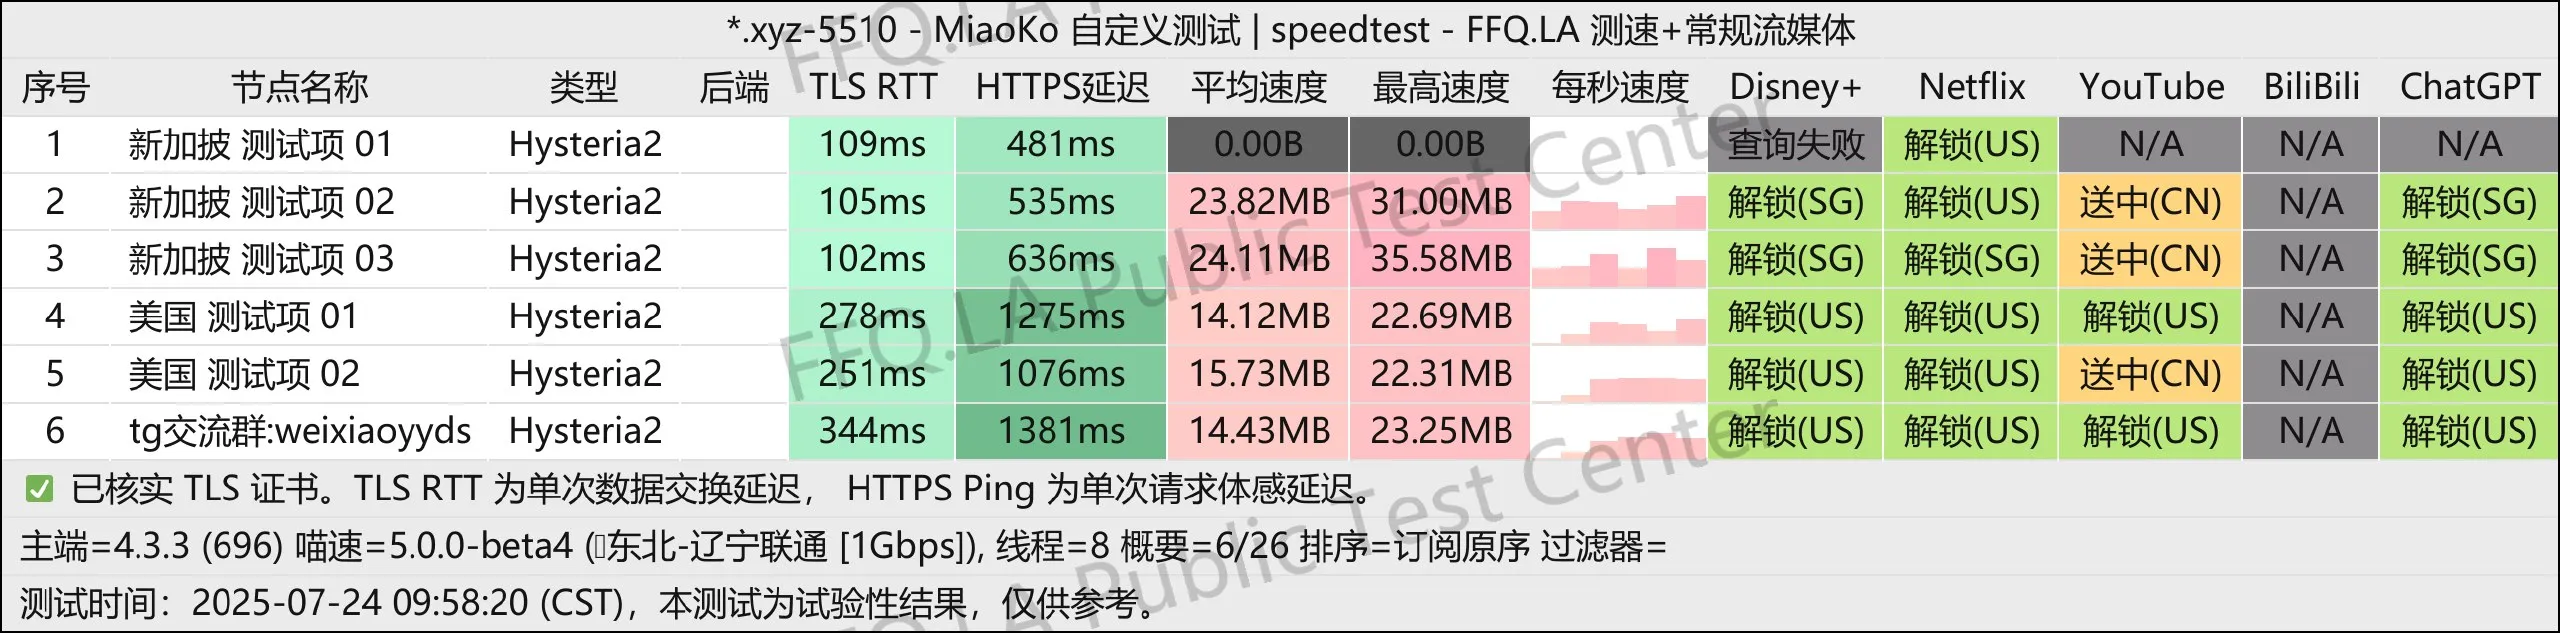 *.xyz-5510 - MiaoKo 自定义测试 | speedtest - FFQ.LA 测速+常规流媒体
序号 节点名称 类型 后端 TLS RTT HTTPS延迟 平均速度 最高速度 每秒速度 Disney+ Netflix YouTube BiliBili ChatGPT
1 新加披 测试项 01 Hysteria2 109ms 481ms 0.00B 0.00B 查询失败 解锁(US) N/A N/A N/A
2 新加披 测试项 02 Hysteria2 105ms 535ms 23.82MB 31.00MB 解锁(SG) 解锁(US) 送中(CN) N/A 解锁(SG)
3 新加披 测试项 03 Hysteria2 102ms 636ms 24.11MB 35.58MB 解锁(SG) 解锁(SG) 送中(CN) N/A 解锁(SG)
4 美国 测试项 01 Hysteria2 278ms 1275ms 14.12MB 22.69MB 解锁(US) 解锁(US) 解锁(US) N/A 解锁(US)
5 美国 测试项 02 Hysteria2 251ms 1076ms 15.73MB 22.31MB 解锁(US) 解锁(US) 送中(CN) N/A 解锁(US)
6 tg交流群:weixiaoyyds Hysteria2 344ms 1381ms 14.43MB 23.25MB 解锁(US) 解锁(US) 解锁(US) N/A 解锁(US)
✅ 已核实 TLS 证书。TLS RTT 为单次数据交换延迟， HTTPS Ping 为单次请求体感延迟。
主端=4.3.3 (696) 喵速=5.0.0-beta4 (东北-辽宁联通 [1Gbps]), 线程=8 概要=6/26 排序=订阅原序 过滤器=
测试时间：2025-07-24 09:58:20 (CST)，本测试为试验性结果，仅供参考。
FFQ.LA Public Test Center
FFQ.LA Public Test Center